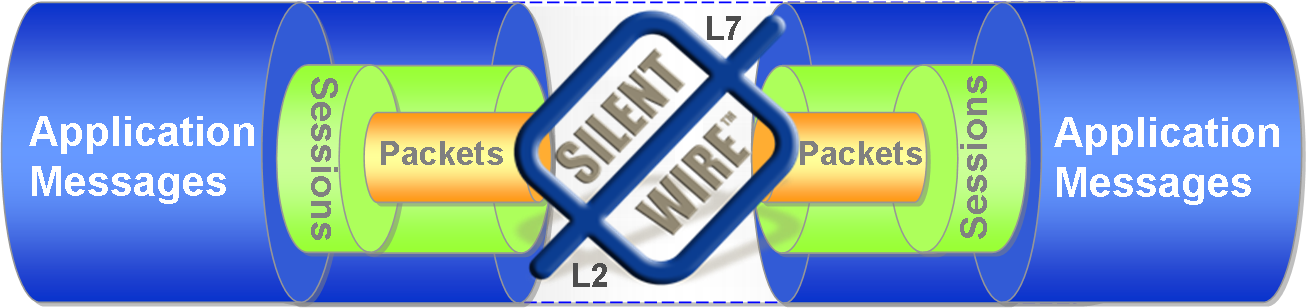 Application
Messages
Sessions
Packets
L7
SILENT
WIRE™
L2
Packets
Sessions
Application
Messages